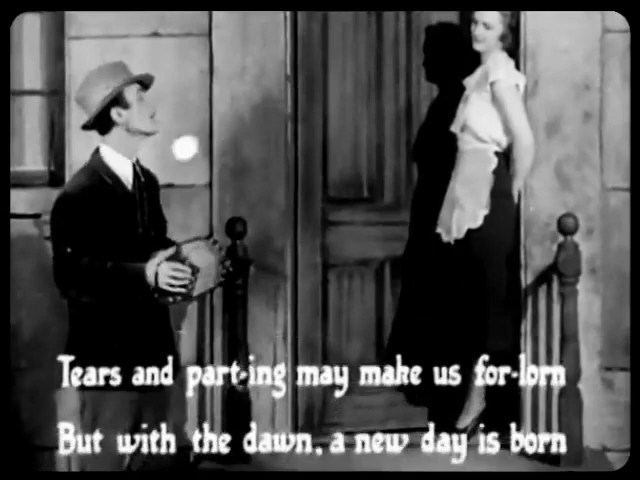 Tears and part-ing may make us for-lorn
But with the dawn, a new day is born